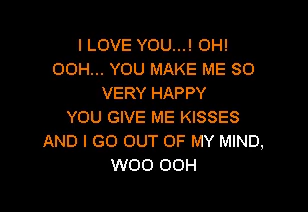 I LOVE YOU...! OH!
OOH... YOU MAKE ME SO
VERY HAPPY
YOU GIVE ME KISSES
AND I GO OUT OF MY MIND,
WOO OOH